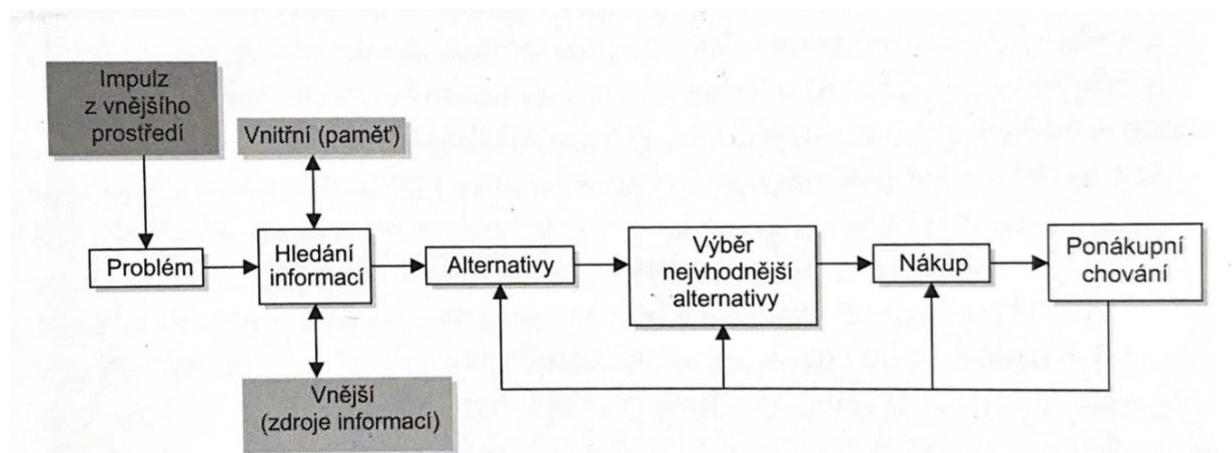 Impulz
z vnějšího
prostředí
Vnitřní (paměť)
Problém
Hledání
informací
Alternativy
Výběr
nejvhodnější
alternativy
Nákup
Ponákupní
chování
Vnější
(zdroje informací)